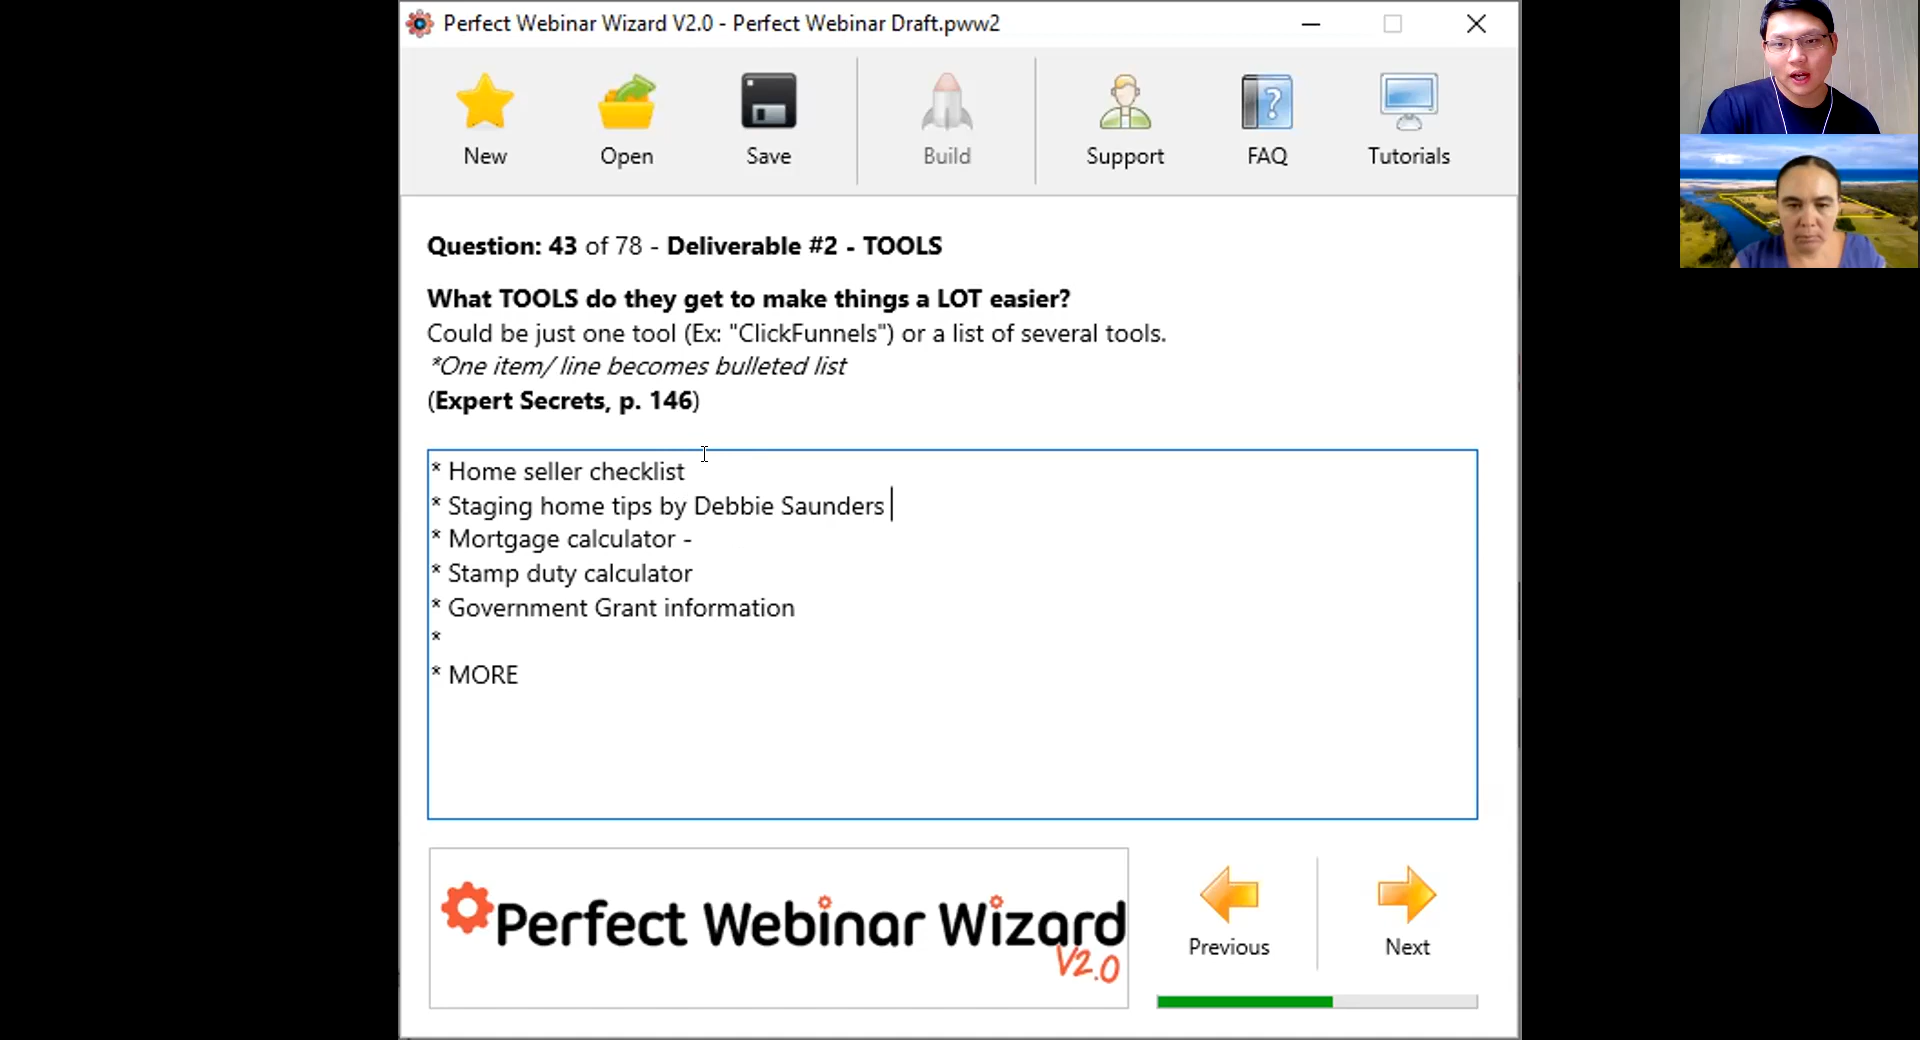 Perfect Webinar Wizard V2.0 - Perfect Webinar Draft.pww2
New Open Save Build Support FAQ Tutorials
Question: 43 of 78 - Deliverable #2 - TOOLS
What TOOLS do they get to make things a LOT easier?
Could be just one tool (Ex: "ClickFunnels") or a list of several tools.
*One item/ line becomes bulleted list
(Expert Secrets, p. 146)
* Home seller checklist
* Staging home tips by Debbie Saunders
* Mortgage calculator -
* Stamp duty calculator
* Government Grant information
*
* MORE
Perfect Webinar Wizard
V2.0
Previous Next